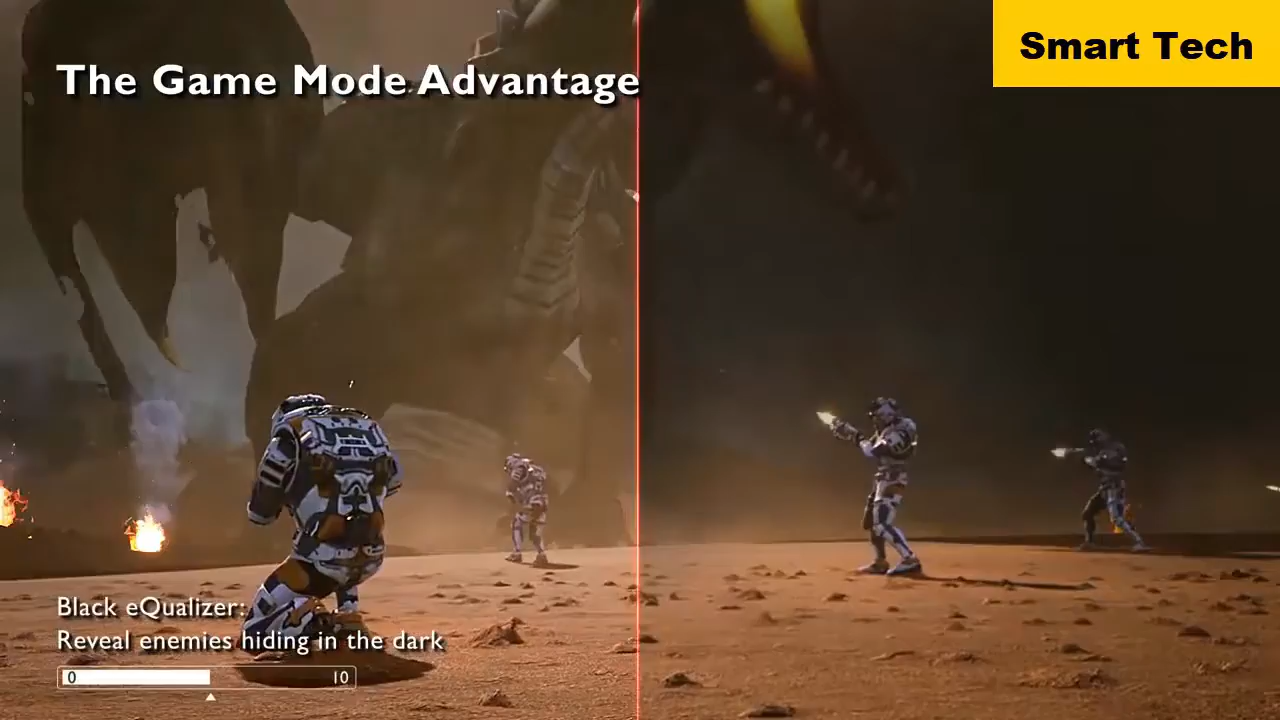 The Game Mode Advantage
Smart Tech
Black eQualizer:
Reveal enemies hiding in the dark
0 10